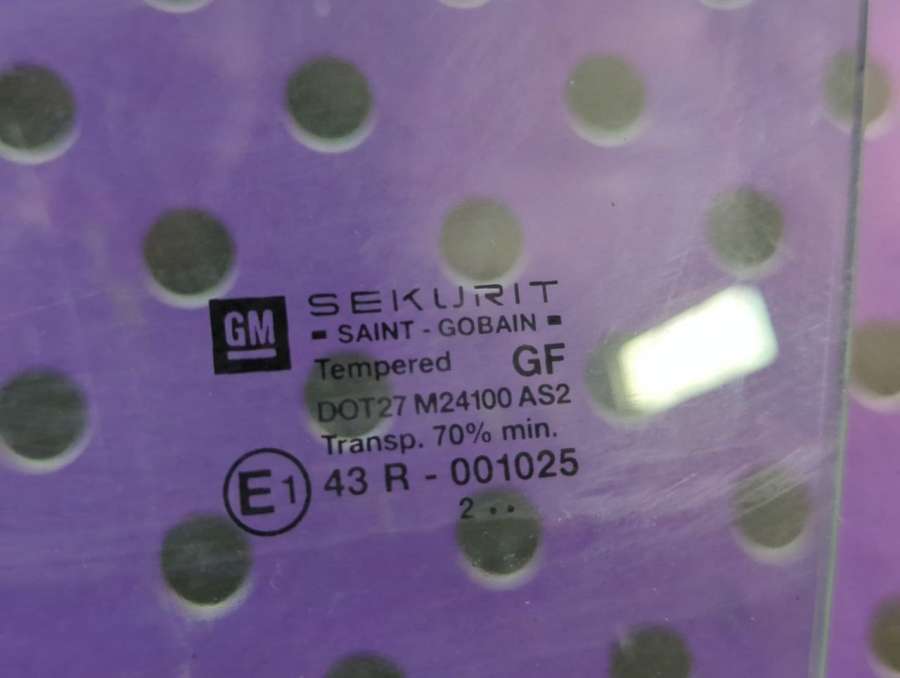 GM
SEKURIT
SAINT - GOBAIN
Tempered GF
DOT27 M24100 AS2
Transp. 70% min.
E1 43 R - 001025
2 ..